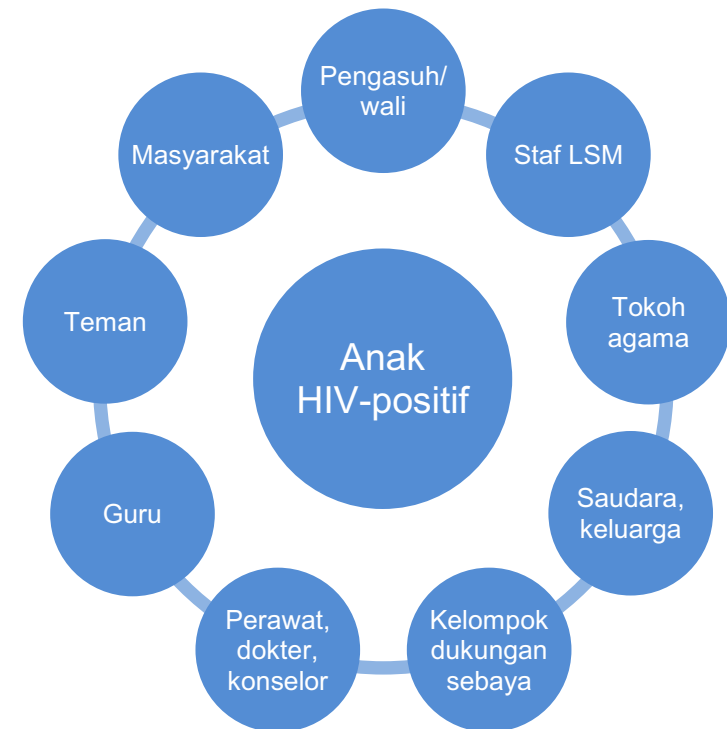 Pengasuh/
wali
Staf LSM
Tokoh
agama
Saudara,
keluarga
Kelompok
dukungan
sebaya
Perawat,
dokter,
konselor
Guru
Teman
Masyarakat
Anak
HIV-positif